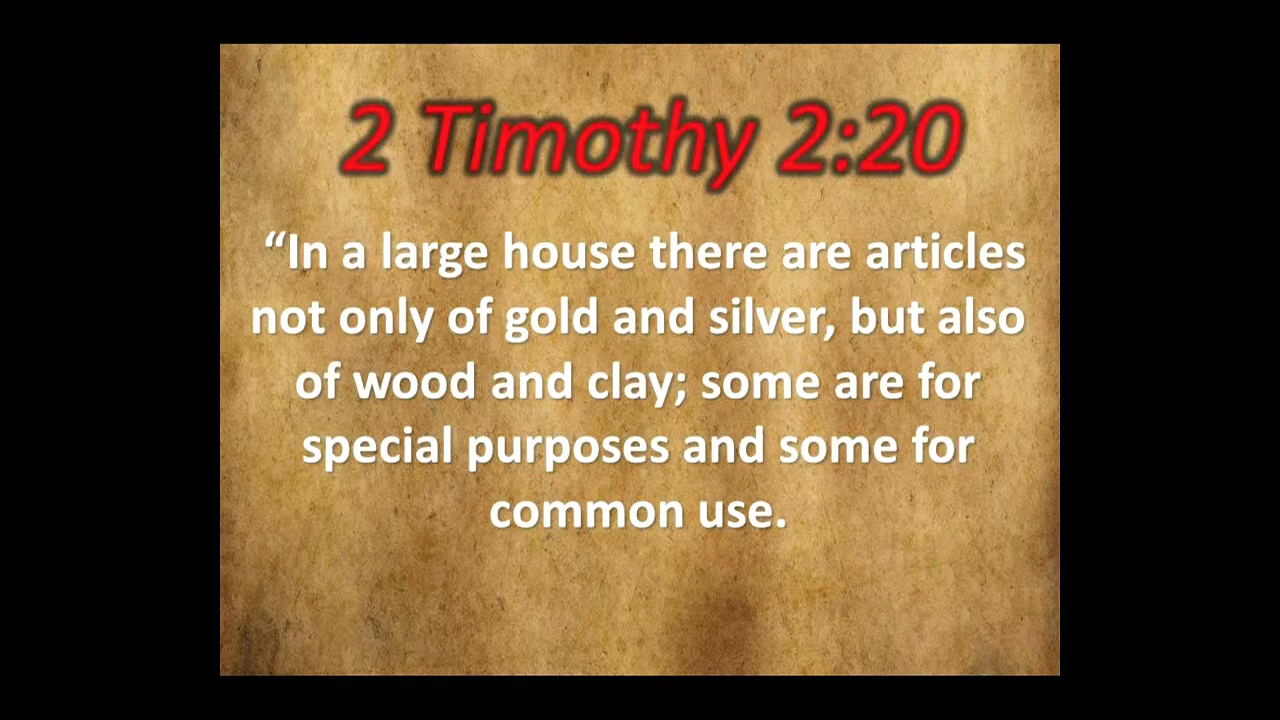 2 Timothy 2:20
“In a large house there are articles
not only of gold and silver, but also
of wood and clay; some are for
special purposes and some for
common use.